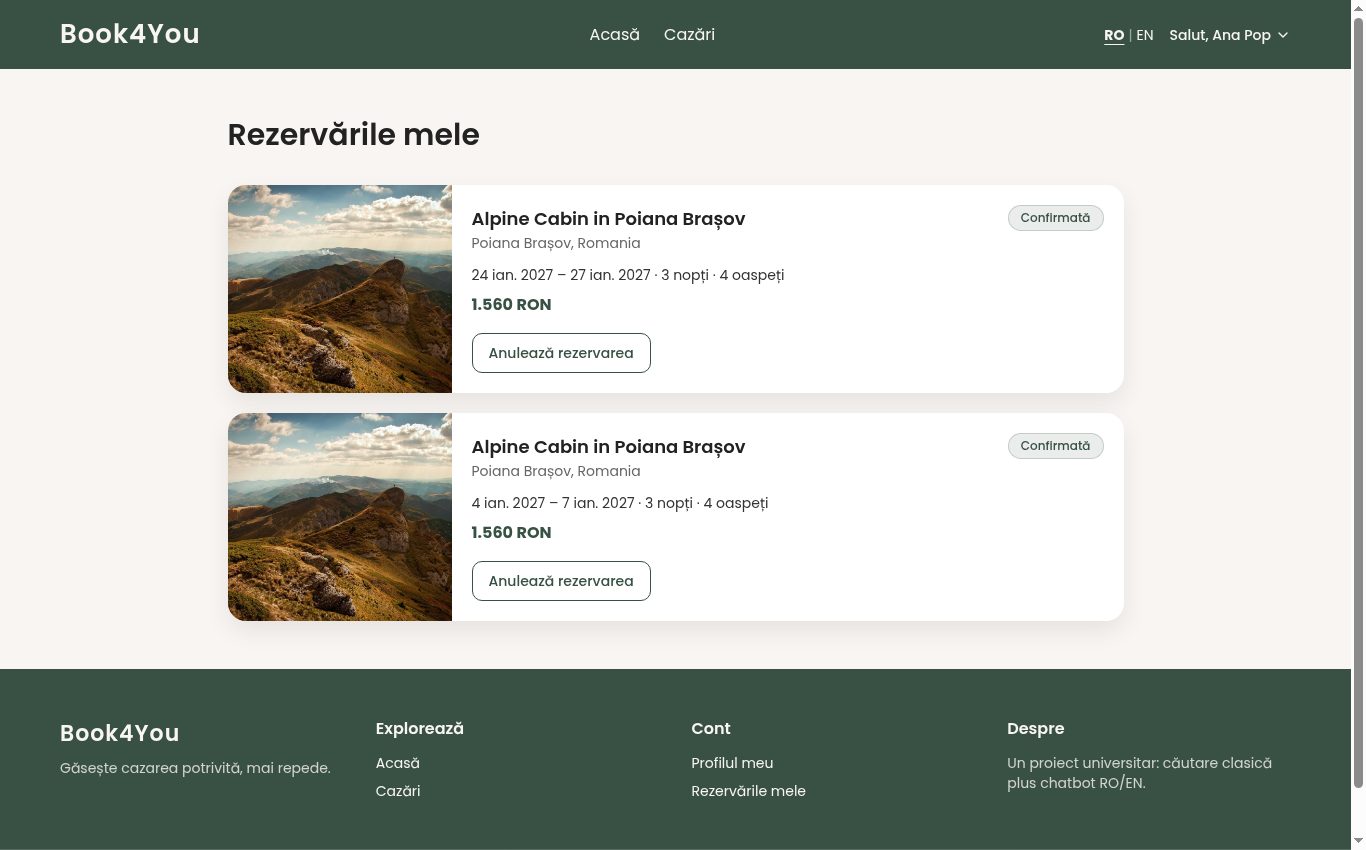 Book4You
Acasă Cazări
RO | EN Salut, Ana Pop
Rezervările mele
Alpine Cabin in Poiana Brașov
Confirmată
Poiana Brașov, Romania
24 ian. 2027 – 27 ian. 2027 · 3 nopți · 4 oaspeți
1.560 RON
Anulează rezervarea
Alpine Cabin in Poiana Brașov
Confirmată
Poiana Brașov, Romania
4 ian. 2027 – 7 ian. 2027 · 3 nopți · 4 oaspeți
1.560 RON
Anulează rezervarea
Book4You
Găsește cazarea potrivită, mai repede.
Explorează
Acasă
Cazări
Cont
Profilul meu
Rezervările mele
Despre
Un proiect universitar: căutare clasică
plus chatbot RO/EN.